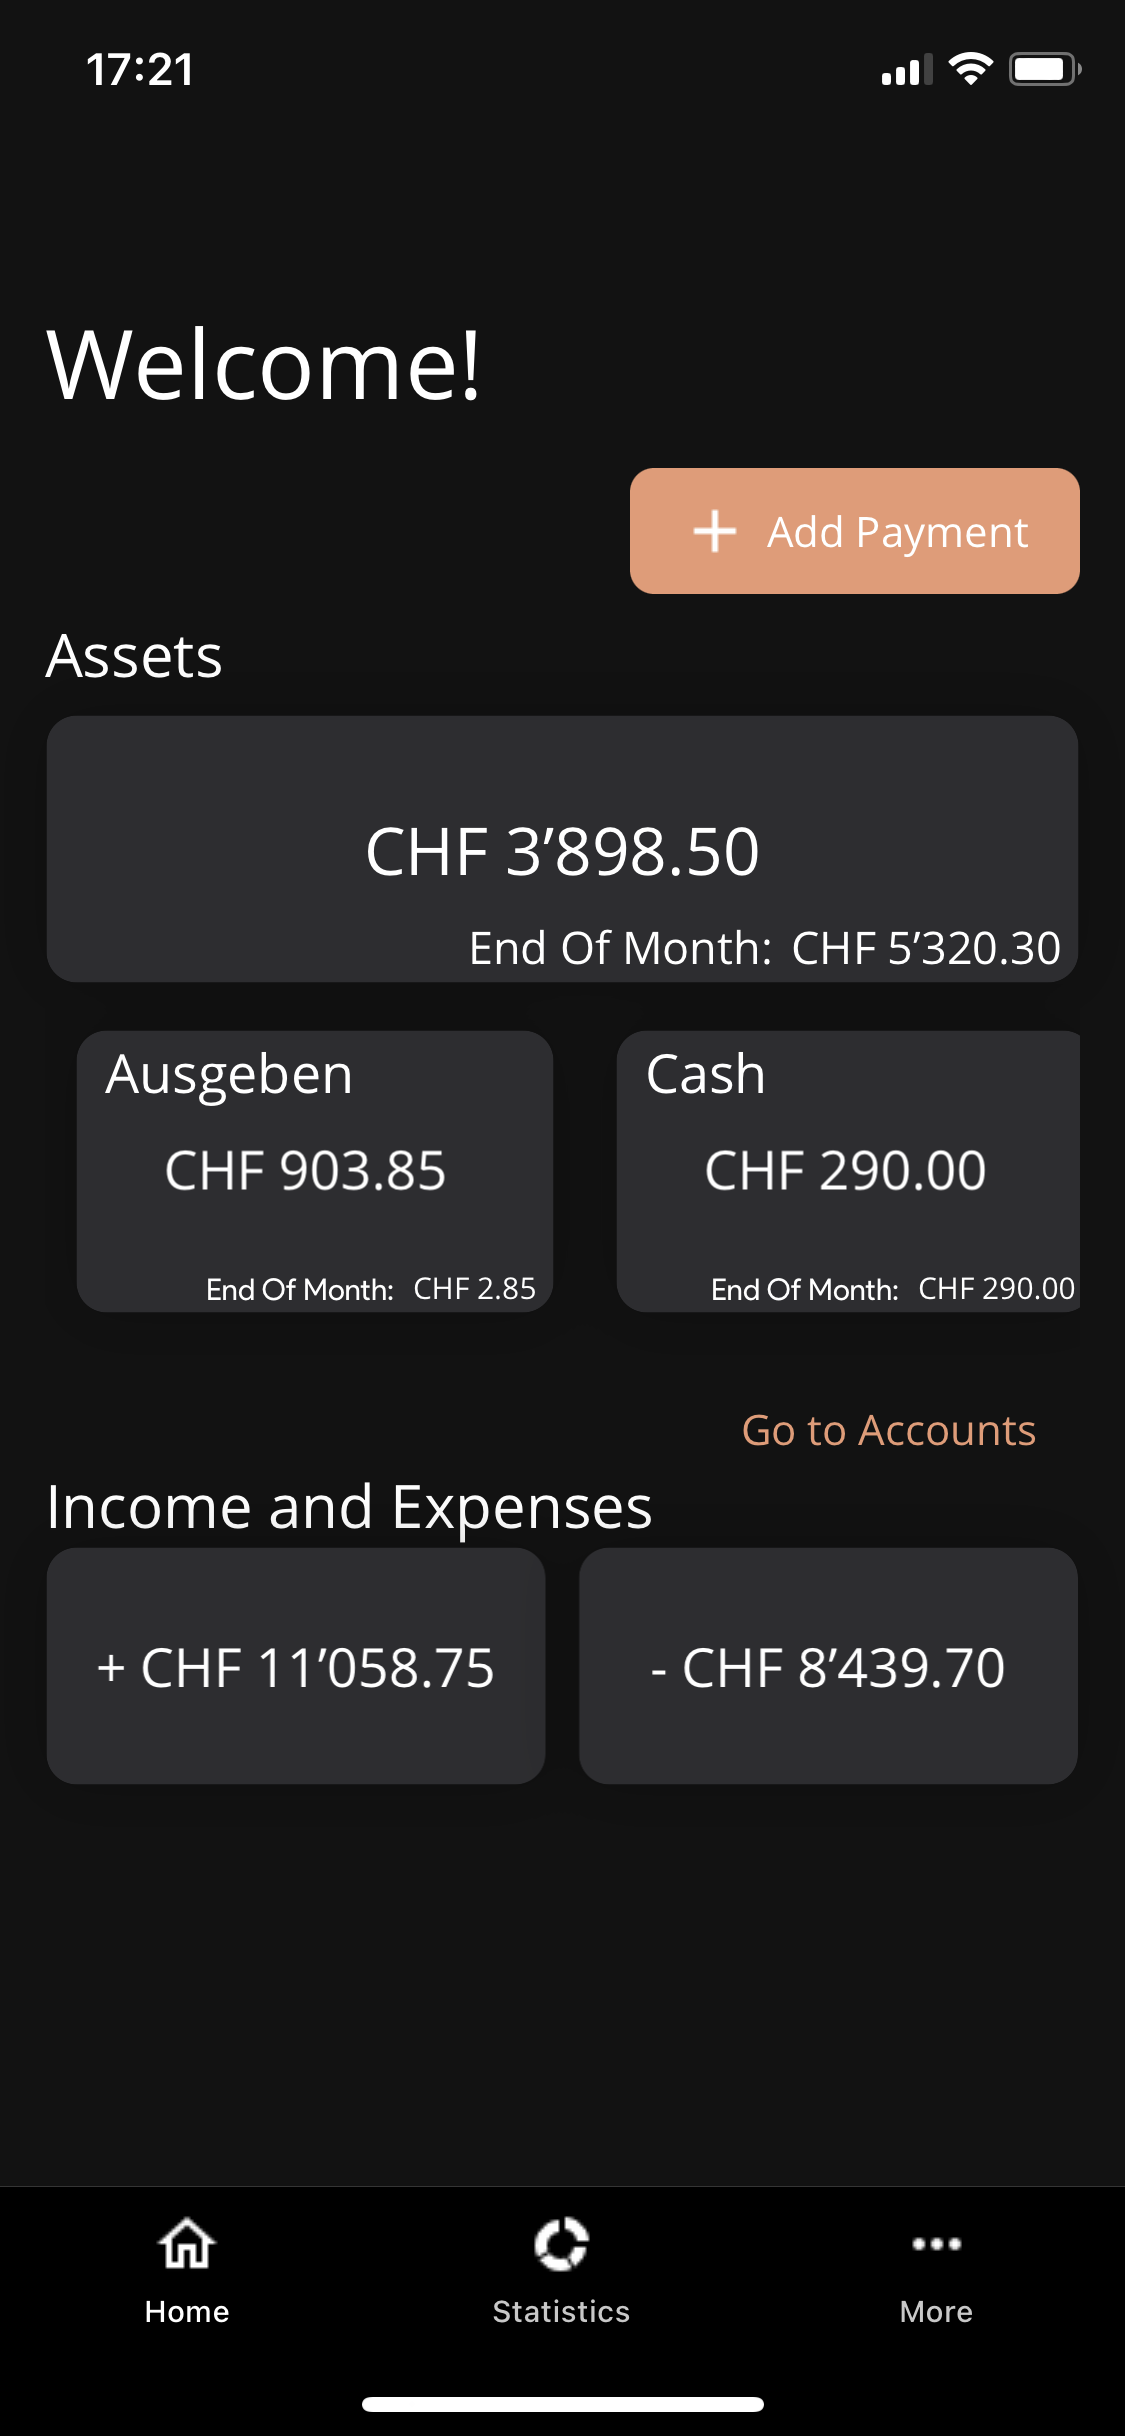 17:21
Welcome!
Add Payment
Assets
CHF 3’898.50
End Of Month: CHF 5’320.30
Ausgeben
CHF 903.85
End Of Month: CHF 2.85
Cash
CHF 290.00
End Of Month: CHF 290.00
Go to Accounts
Income and Expenses
+ CHF 11’058.75
- CHF 8’439.70
Home
Statistics
More